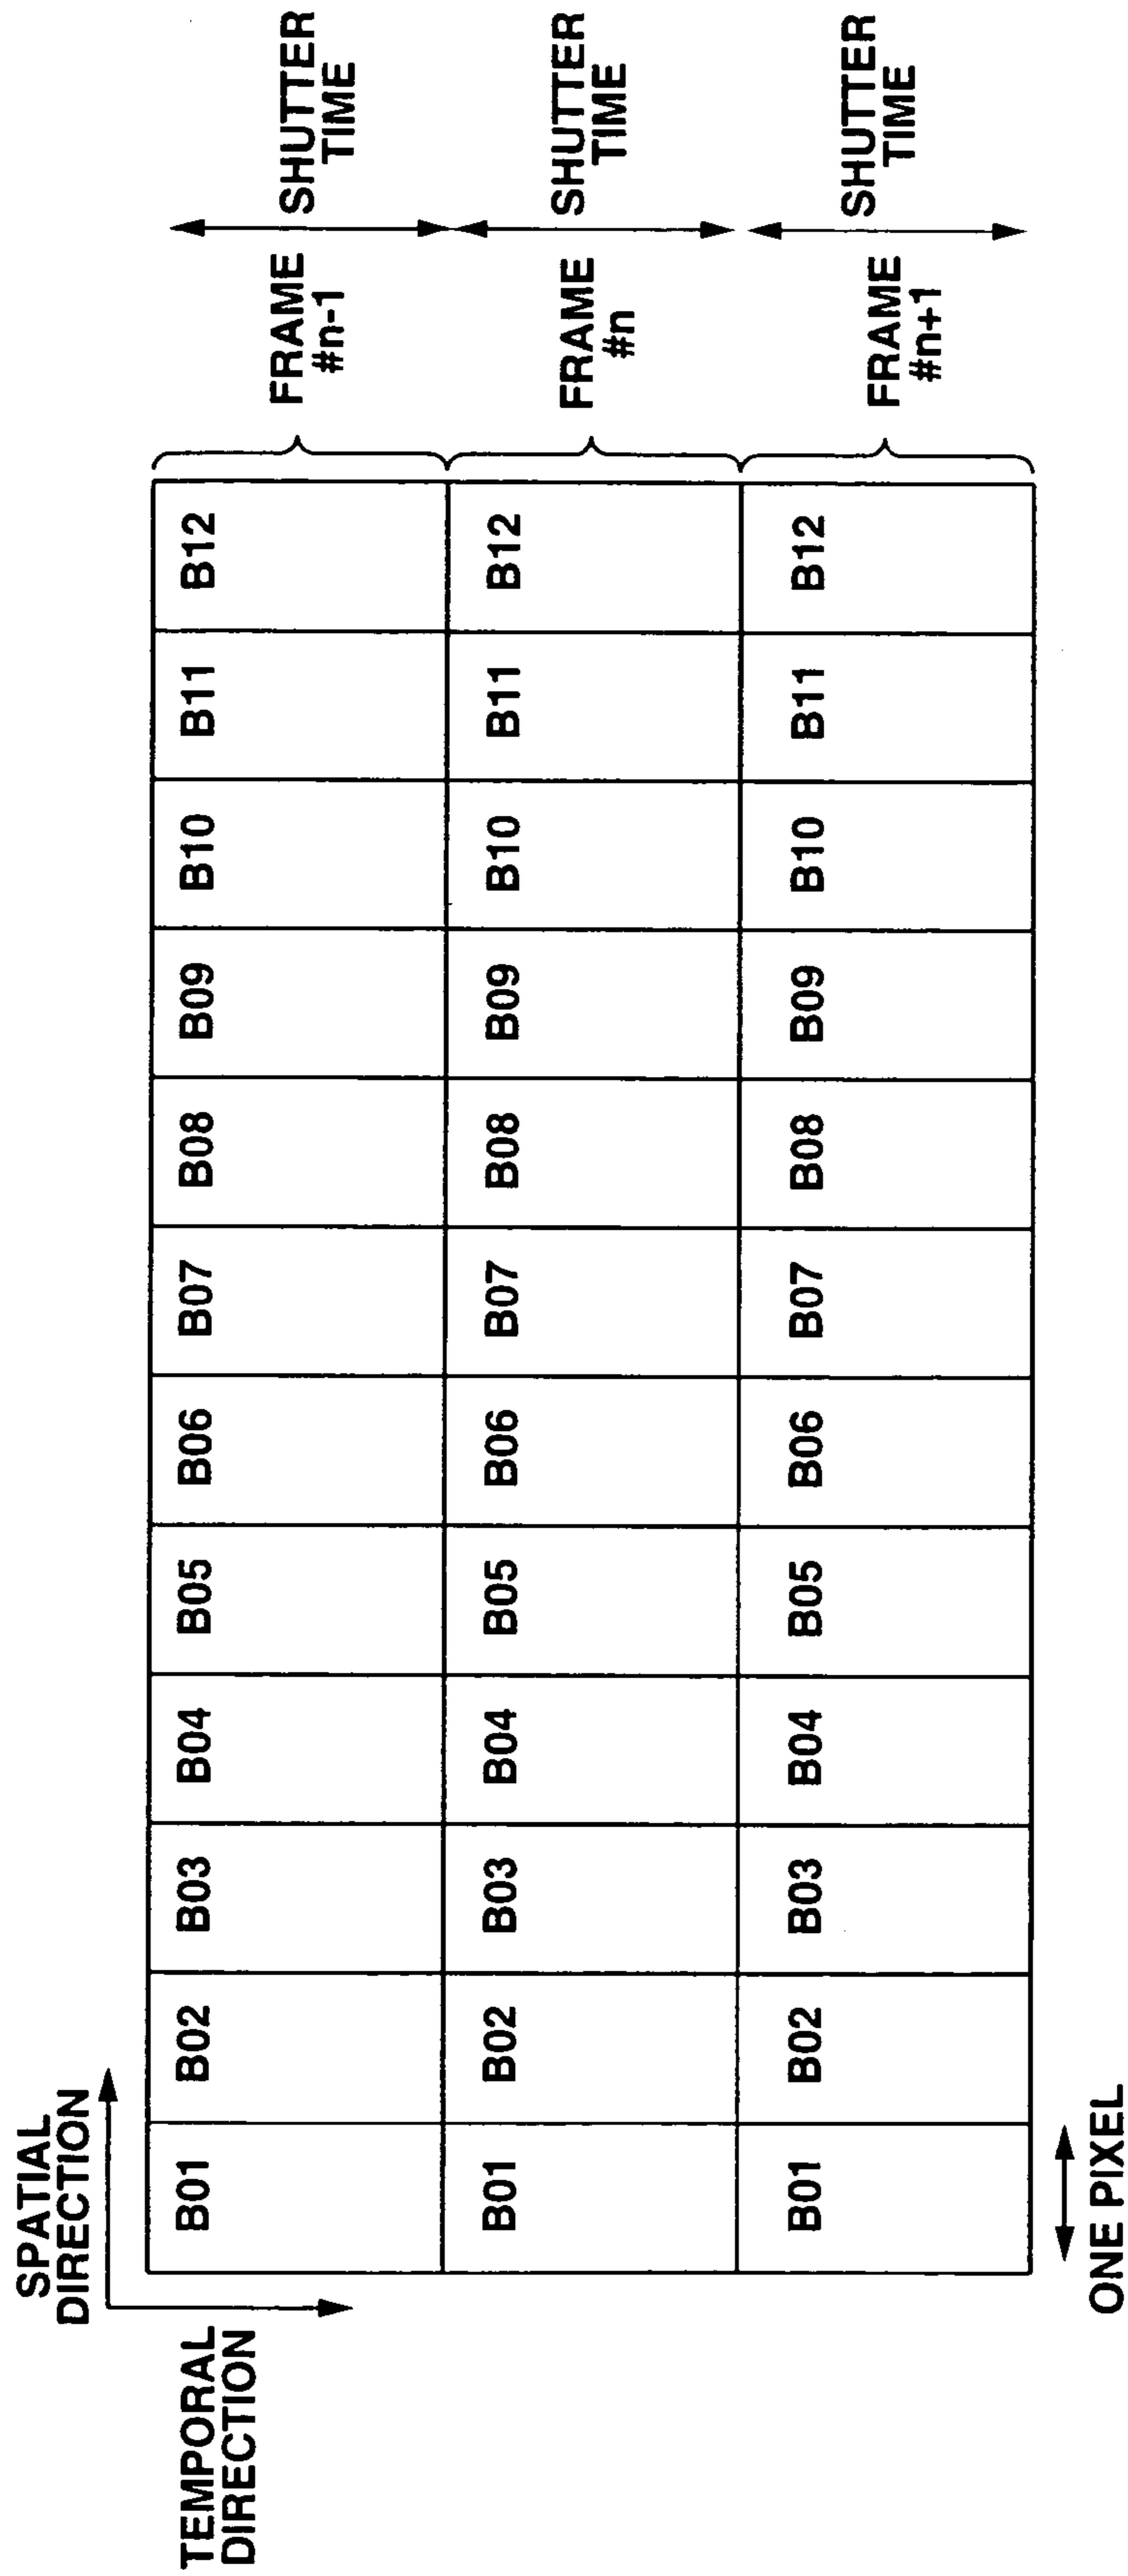 SPATIAL
DIRECTION
TEMPORAL
DIRECTION
B01 B02 B03 B04 B05 B06 B07 B08 B09 B10 B11 B12
FRAME
#n-1
SHUTTER
TIME
B01 B02 B03 B04 B05 B06 B07 B08 B09 B10 B11 B12
FRAME
#n
SHUTTER
TIME
B01 B02 B03 B04 B05 B06 B07 B08 B09 B10 B11 B12
FRAME
#n+1
SHUTTER
TIME
ONE PIXEL